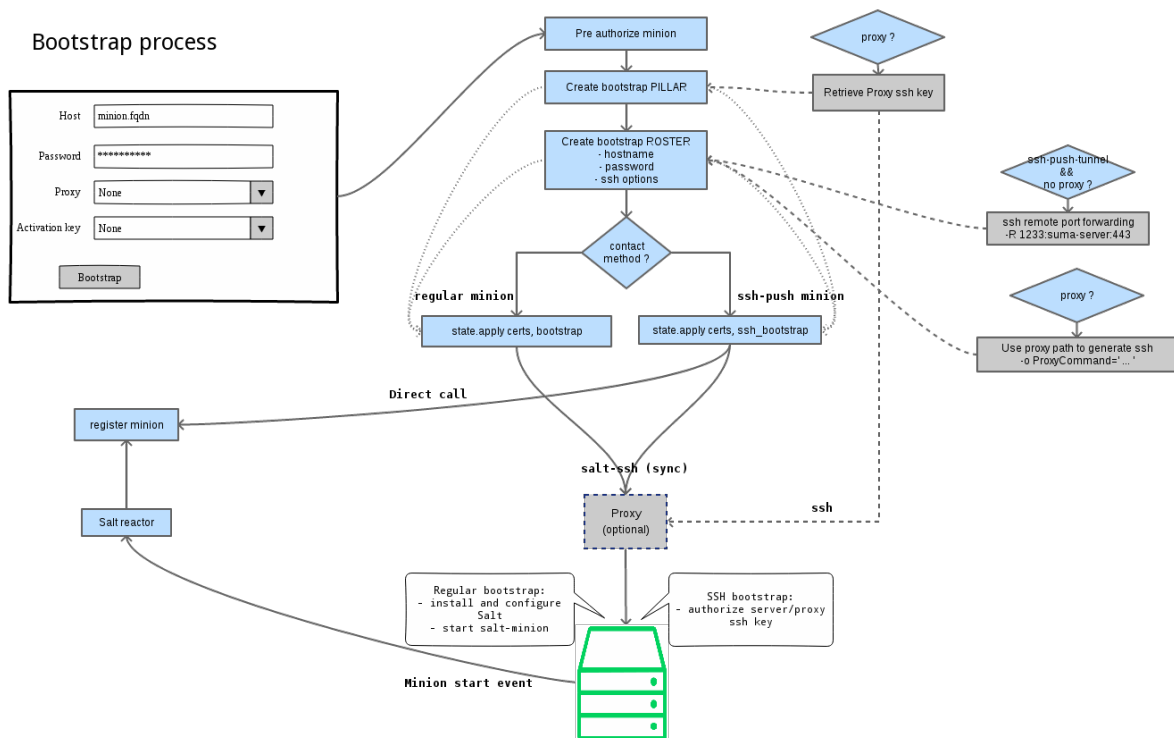 Bootstrap process
Host
minion.fqdn
Password
**********
Proxy
None
Activation key
None
Bootstrap
Pre authorize minion
Create bootstrap PILLAR
Create bootstrap ROSTER
- hostname
- password
- ssh options
contact
method ?
regular minion
ssh-push minion
state.apply certs, bootstrap
state.apply certs, ssh_bootstrap
proxy ?
Retrieve Proxy ssh key
ssh-push-tunnel
&&
no proxy ?
ssh remote port forwarding
-R 1233:suma-server:443
proxy ?
Use proxy path to generate ssh
-o ProxyCommand=' ... '
Direct call
register minion
Salt reactor
salt-ssh (sync)
Proxy
(optional)
ssh
Regular bootstrap:
- install and configure
Salt
- start salt-minion
SSH bootstrap:
- authorize server/proxy
ssh key
Minion start event